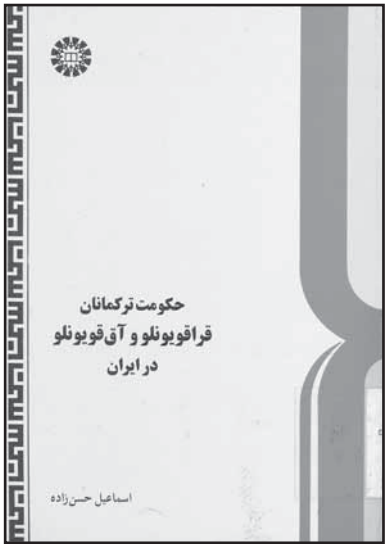 حکومت ترکمانان
قراقویونلو و آق‌قویونلو
در ایران
اسماعیل حسن‌زاده